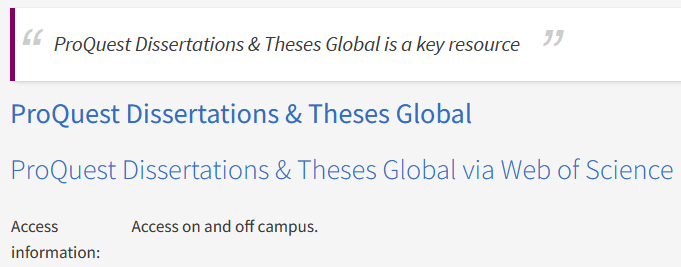 “ ProQuest Dissertations & Theses Global is a key resource ”
ProQuest Dissertations & Theses Global
ProQuest Dissertations & Theses Global via Web of Science
Access information: Access on and off campus.